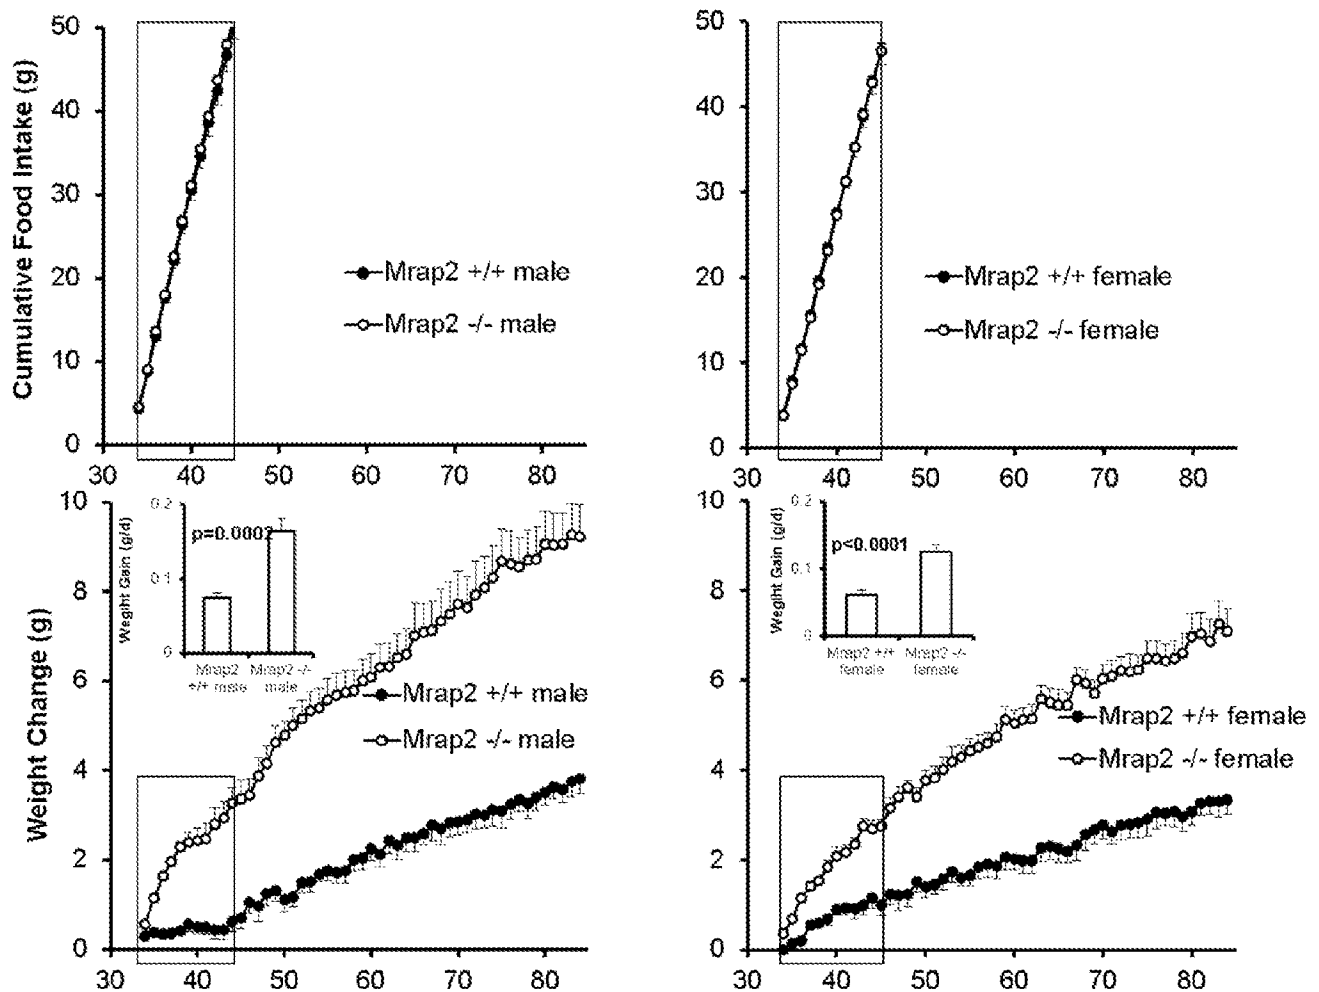 50
40
30
20
10
0
Cumulative Food Intake (g)
Mrap2 +/+ male
Mrap2 -/- male
30 40 50 60 70 80
50
40
30
20
10
0
Mrap2 +/+ female
Mrap2 -/- female
30 40 50 60 70 80
10
8
6
4
2
0
Weight Change (g)
0.2
0.1
0
Wegiht Gain (g/d)
p=0.0002
Mrap2 +/+ male
Mrap2 -/- male
Mrap2 +/+ male
Mrap2 -/- male
30 40 50 60 70 80
10
8
6
4
2
0
0.2
0.1
0
Wegiht Gain (g/d)
p<0.0001
Mrap2 +/+ female
Mrap2 -/- female
Mrap2 +/+ female
Mrap2 -/- female
30 40 50 60 70 80